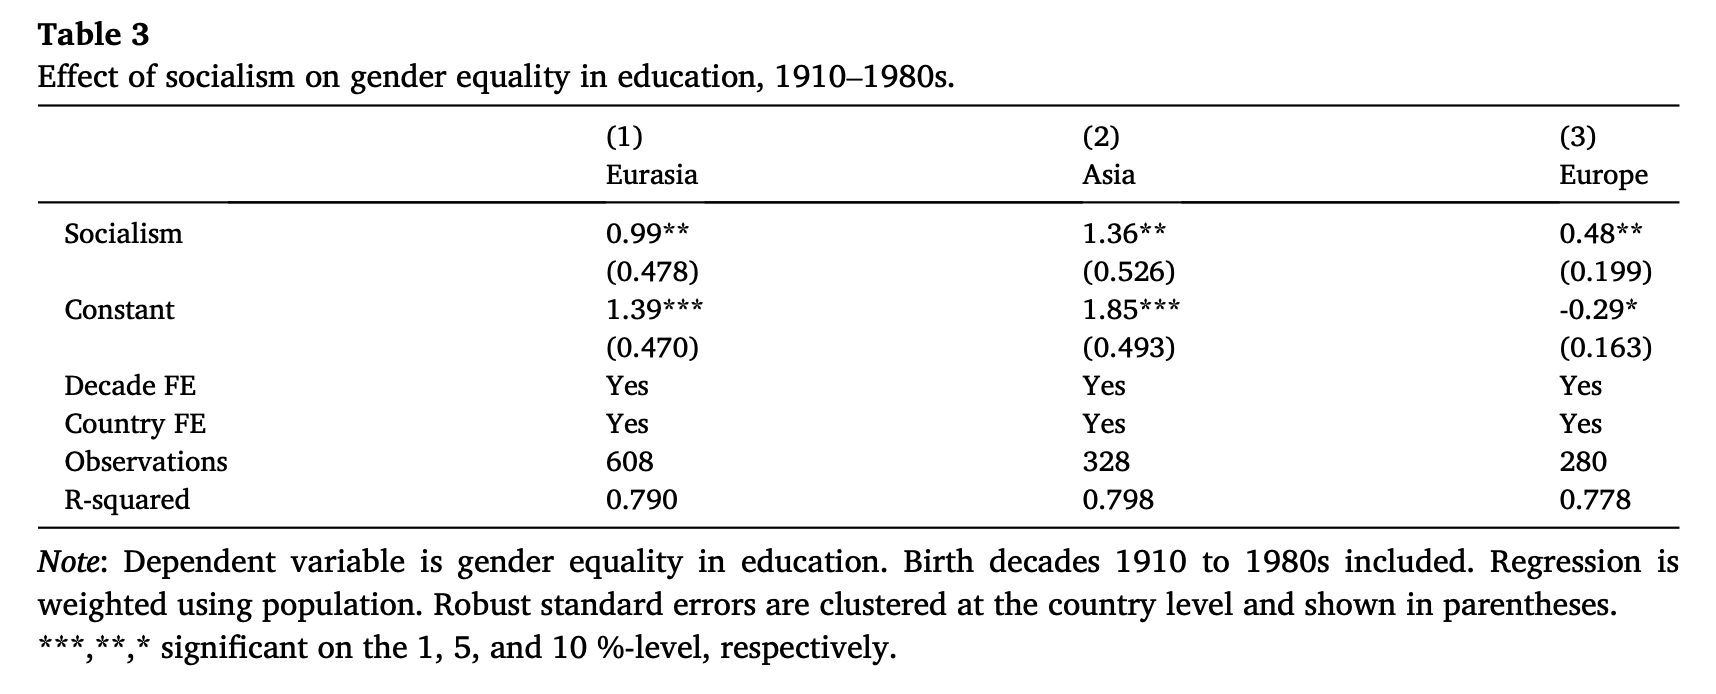 Table 3
Effect of socialism on gender equality in education, 1910–1980s.
(1) (2) (3)
Eurasia Asia Europe
Socialism 0.99** 1.36** 0.48**
(0.478) (0.526) (0.199)
Constant 1.39*** 1.85*** -0.29*
(0.470) (0.493) (0.163)
Decade FE Yes Yes Yes
Country FE Yes Yes Yes
Observations 608 328 280
R-squared 0.790 0.798 0.778
Note: Dependent variable is gender equality in education. Birth decades 1910 to 1980s included. Regression is
weighted using population. Robust standard errors are clustered at the country level and shown in parentheses.
***,**,* significant on the 1, 5, and 10 %-level, respectively.